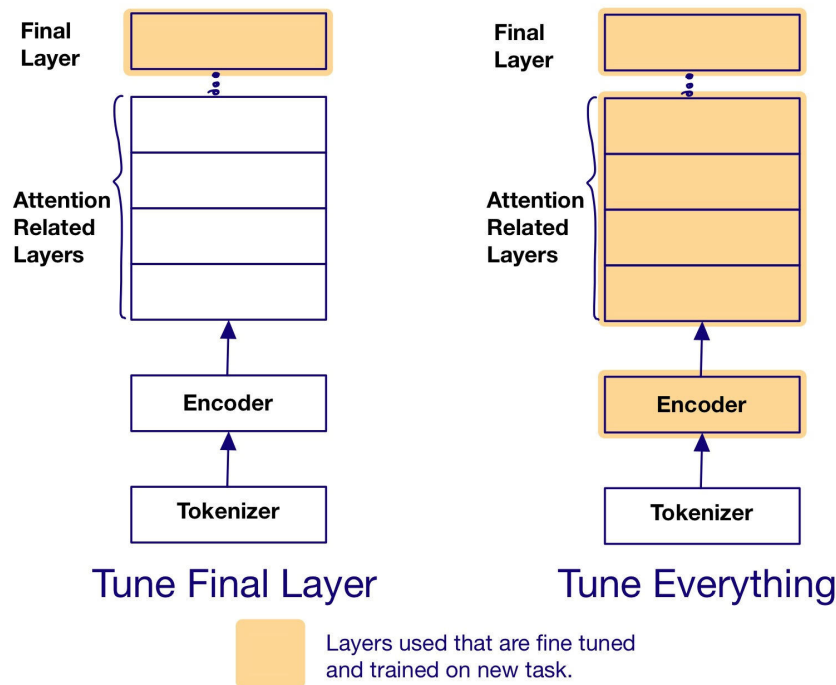 Final
Layer
Attention
Related
Layers
Encoder
Tokenizer
Tune Final Layer
Final
Layer
Attention
Related
Layers
Encoder
Tokenizer
Tune Everything
Layers used that are fine tuned
and trained on new task.